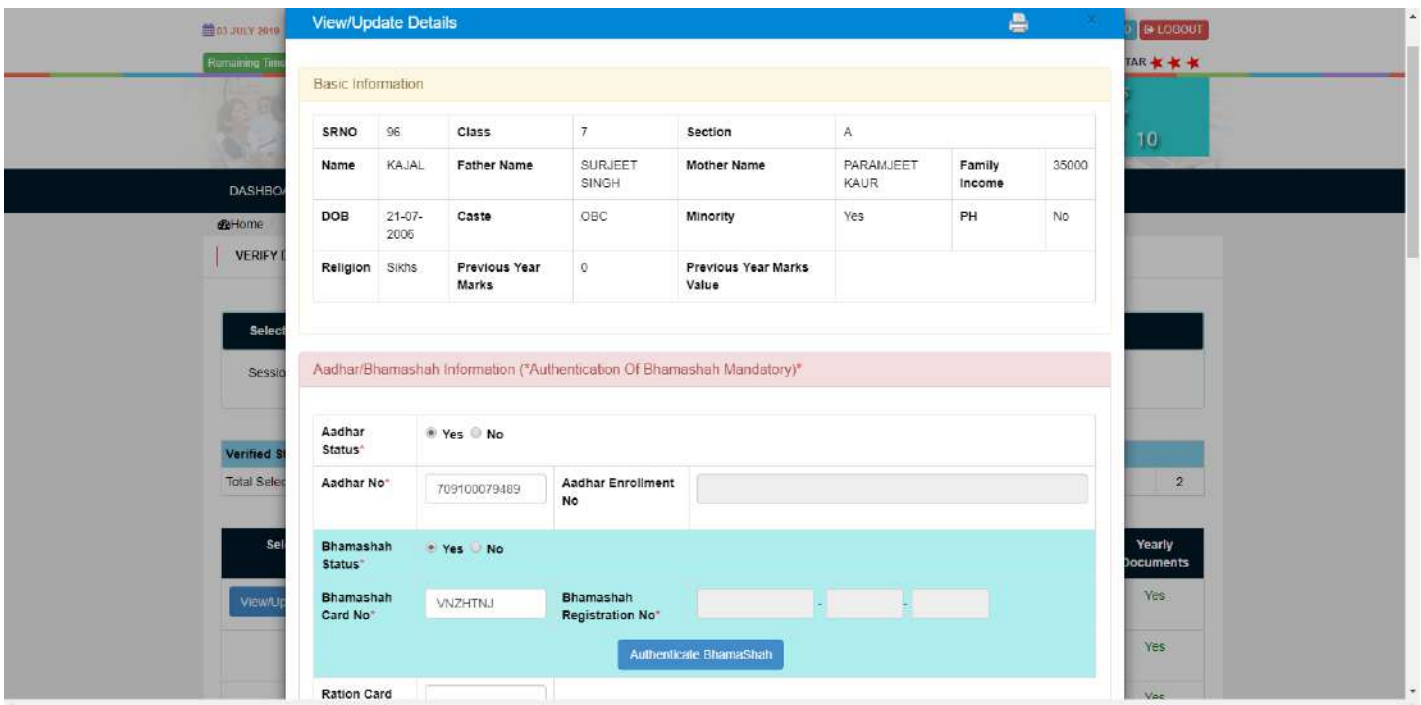 View/Update Details
03 JULY 2019
LOGOUT
Remaining Time
TAR
Basic Information
SRNO 96 Class 7 Section A
10
Name KAJAL Father Name SURJEET SINGH Mother Name PARAMJEET KAUR Family Income 35000
DASHBOA
DOB 21-07-2006 Caste OBC Minority Yes PH No
Home
VERIFY D
Religion Sikhs Previous Year Marks 0 Previous Year Marks Value
Select
Aadhar/Bhamashah Information (*Authentication Of Bhamashah Mandatory)*
Sessio
Aadhar Status* Yes No
Verified St
Aadhar No* 709100079489 Aadhar Enrollment No
Total Selec
2
Bhamashah Status* Yes No
Sel
Yearly Documents
Bhamashah Card No* VNZHTNJ Bhamashah Registration No* - -
View/Up
Yes
Authenticate BhamaShah
Yes
Ration Card
Yes